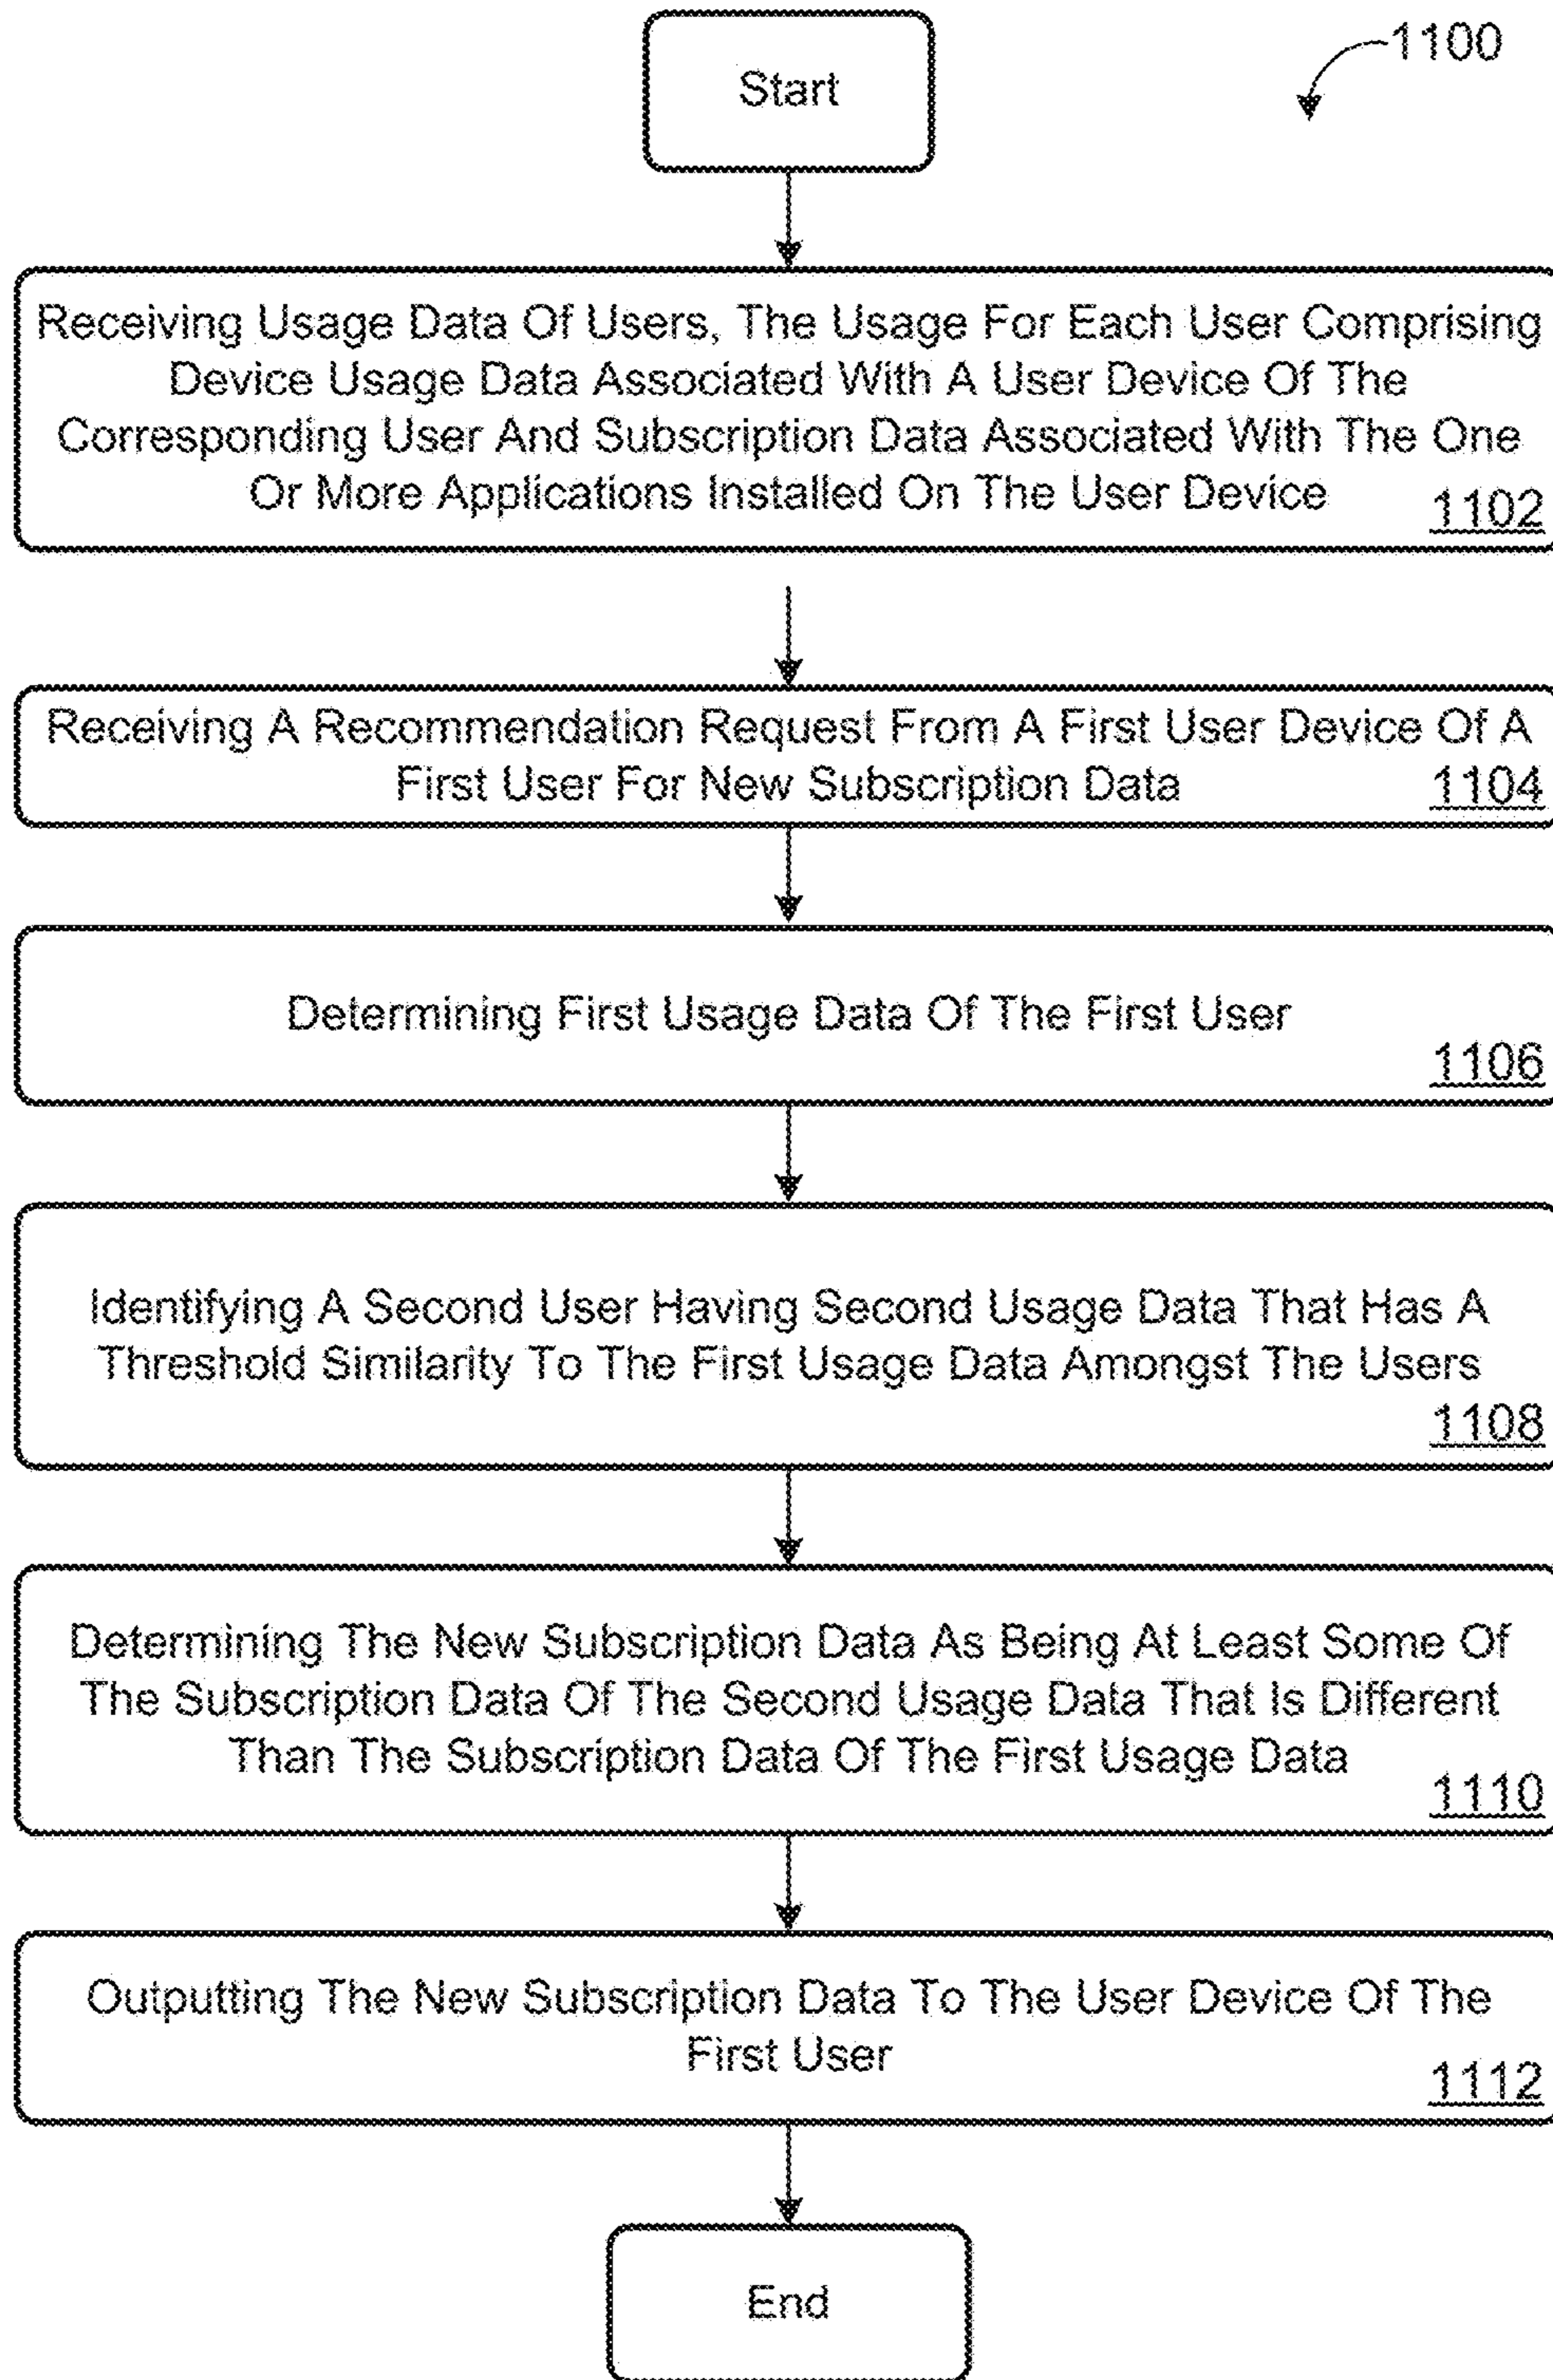 Start
1100
Receiving Usage Data Of Users, The Usage For Each User Comprising
Device Usage Data Associated With A User Device Of The
Corresponding User And Subscription Data Associated With The One
Or More Applications Installed On The User Device
1102
Receiving A Recommendation Request From A First User Device Of A
First User For New Subscription Data
1104
Determining First Usage Data Of The First User
1106
Identifying A Second User Having Second Usage Data That Has A
Threshold Similarity To The First Usage Data Amongst The Users
1108
Determining The New Subscription Data As Being At Least Some Of
The Subscription Data Of The Second Usage Data That Is Different
Than The Subscription Data Of The First Usage Data
1110
Outputting The New Subscription Data To The User Device Of The
First User
1112
End